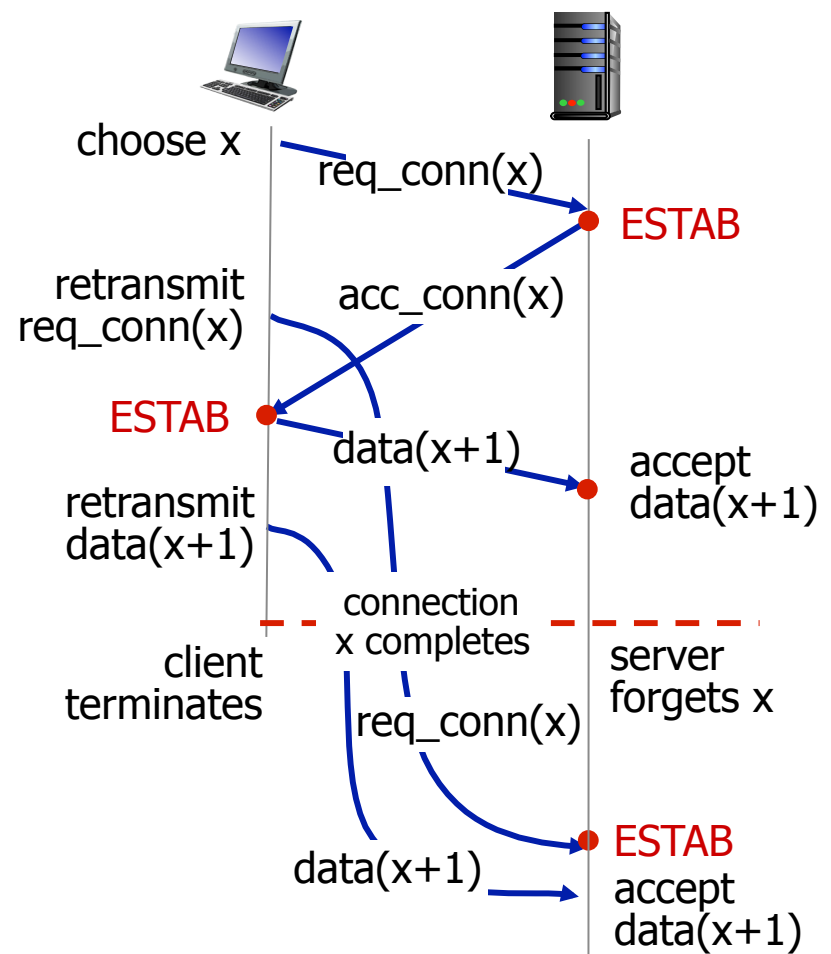 choose x
req_conn(x)
ESTAB
retransmit
req_conn(x)
acc_conn(x)
ESTAB
data(x+1)
accept
data(x+1)
retransmit
data(x+1)
connection
x completes
client
terminates
server
forgets x
req_conn(x)
ESTAB
data(x+1)
accept
data(x+1)